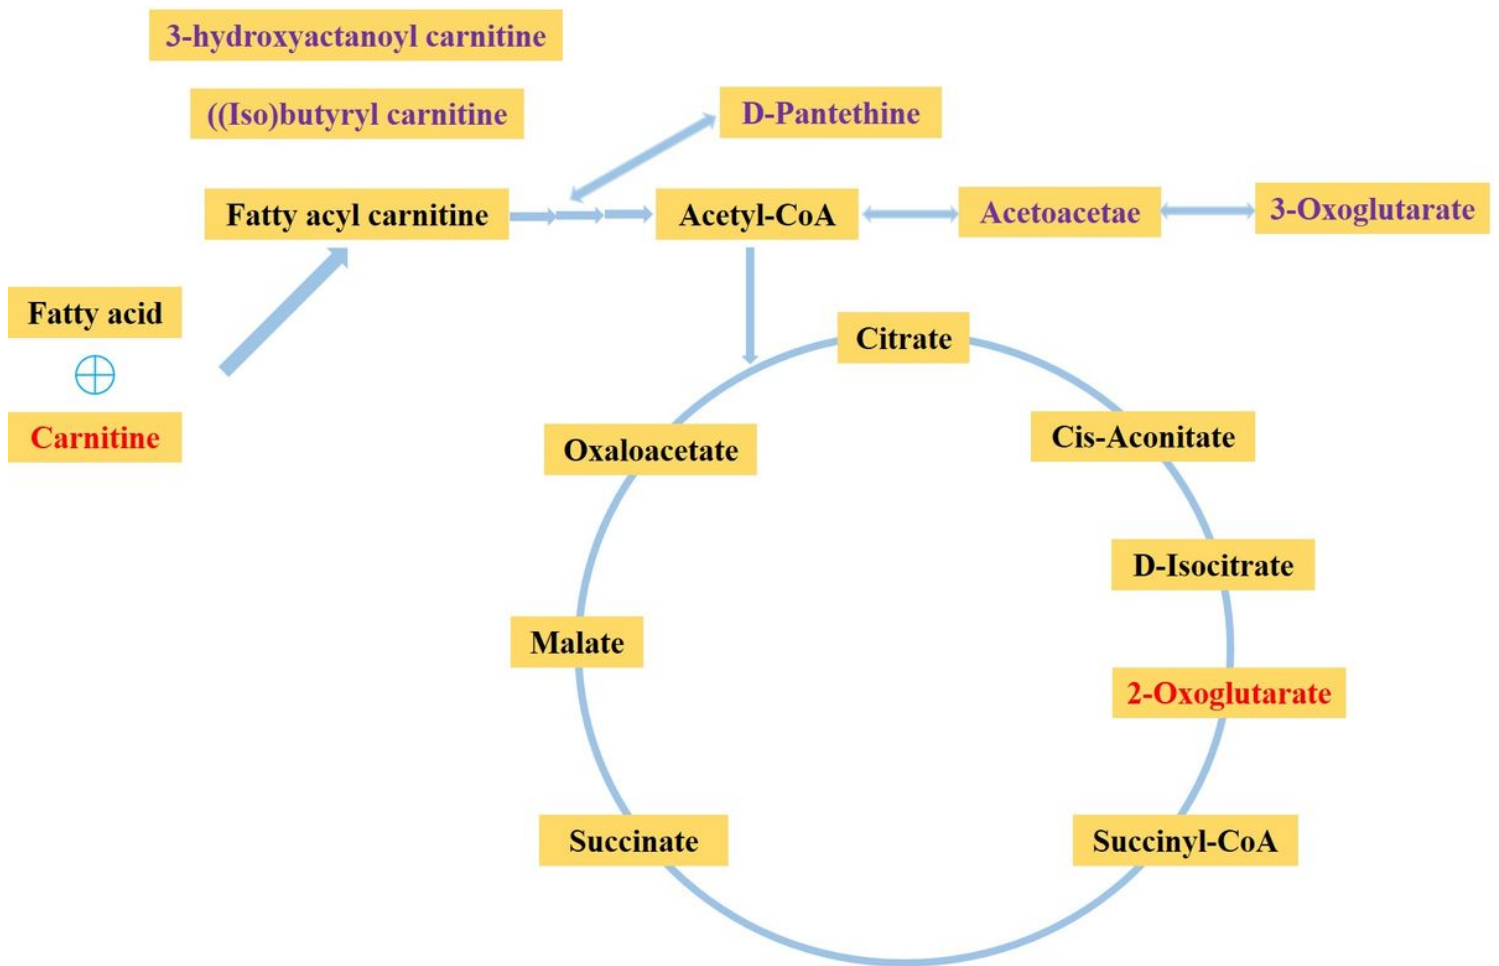 3-hydroxyactanoyl carnitine
((Iso)butyryl carnitine
D-Pantethine
Fatty acyl carnitine
Acetyl-CoA
Acetoacetae
3-Oxoglutarate
Fatty acid
Carnitine
Citrate
Oxaloacetate
Cis-Aconitate
D-Isocitrate
Malate
2-Oxoglutarate
Succinate
Succinyl-CoA